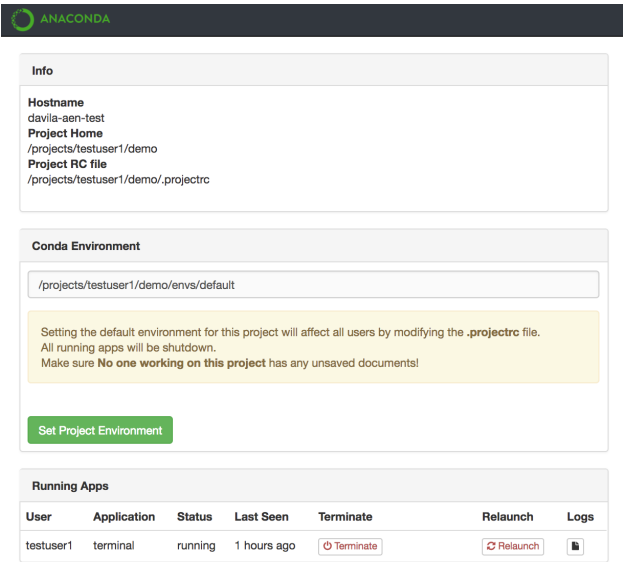 ANACONDA
Info
Hostname
davila-aen-test
Project Home
/projects/testuser1/demo
Project RC file
/projects/testuser1/demo/.projectrc
Conda Environment
/projects/testuser1/demo/envs/default
Setting the default environment for this project will affect all users by modifying the .projectrc file.
All running apps will be shutdown.
Make sure No one working on this project has any unsaved documents!
Set Project Environment
Running Apps
User Application Status Last Seen Terminate Relaunch Logs
testuser1 terminal running 1 hours ago Terminate Relaunch